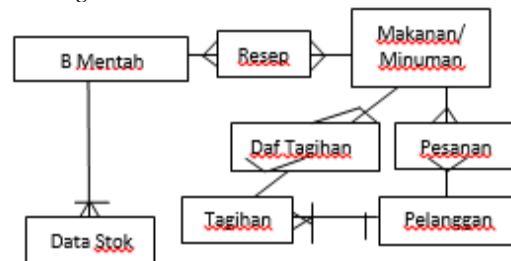 B Mentah
Resep
Makanan/
Minuman
Daf Tagihan
Pesanan
Tagihan
Pelanggan
Data Stok